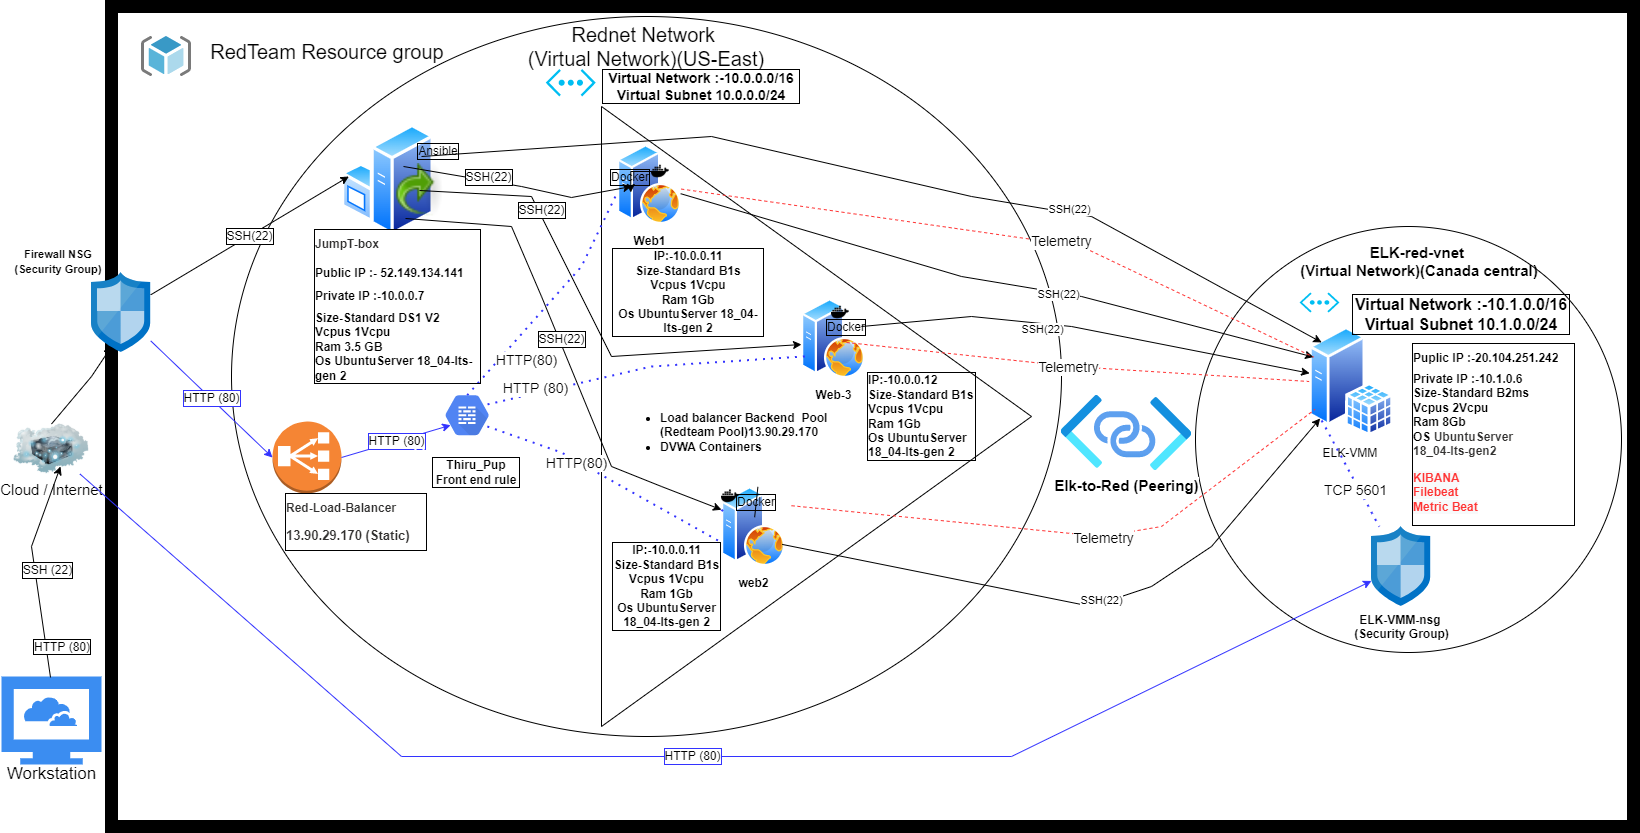 RedTeam Resource group
Rednet Network
(Virtual Network)(US-East)
Virtual Network :-10.0.0.0/16
Virtual Subnet 10.0.0.0/24
Ansible
SSH(22)
SSH(22)
SSH(22)
SSH(22)
Docker
Web1
IP:-10.0.0.11
Size-Standard B1s
Vcpus 1Vcpu
Ram 1Gb
Os UbuntuServer 18_04-
lts-gen 2
JumpT-box
Public IP :- 52.149.134.141
Private IP :-10.0.0.7
Size-Standard DS1 V2
Vcpus 1Vcpu
Ram 3.5 GB
Os UbuntuServer 18_04-lts-
gen 2
Firewall NSG
(Security Group)
HTTP (80)
HTTP (80)
HTTP(80)
HTTP (80)
HTTP(80)
Thiru_Pup
Front end rule
Red-Load-Balancer
13.90.29.170 (Static)
Docker
Web-3
IP:-10.0.0.12
Size-Standard B1s
Vcpus 1Vcpu
Ram 1Gb
Os UbuntuServer
18_04-lts-gen 2
• Load balancer Backend Pool
(Redteam Pool)13.90.29.170
• DVWA Containers
Docker
web2
IP:-10.0.0.11
Size-Standard B1s
Vcpus 1Vcpu
Ram 1Gb
Os UbuntuServer
18_04-lts-gen 2
SSH(22)
Telemetry
SSH(22)
SSH(22)
Telemetry
Elk-to-Red (Peering)
Telemetry
SSH(22)
ELK-red-vnet
(Virtual Network)(Canada central)
Virtual Network :-10.1.0.0/16
Virtual Subnet 10.1.0.0/24
Puplic IP :-20.104.251.242
Private IP :-10.1.0.6
Size-Standard B2ms
Vcpus 2Vcpu
Ram 8Gb
OS UbuntuServer
18_04-lts-gen2
KIBANA
Filebeat
Metric Beat
ELK-VMM
TCP 5601
ELK-VMM-nsg
(Security Group)
Cloud / Internet
SSH (22)
HTTP (80)
Workstation
HTTP (80)